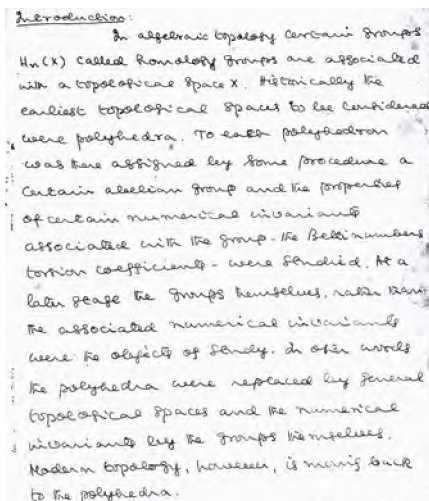 Introduction:
In algebraic topology certain groups
Hn(X) called homology groups are associated
with a topological space X. Historically the
earliest topological spaces to be considered
were polyhedra. To each polyhedron
was there assigned by some procedure a
certain abelian group and the properties
of certain numerical invariants
associated with the group - the Betti numbers
torsion coefficients - were studied. At a
later stage the groups themselves, rather than
the associated numerical invariants
were the objects of study. In other words
the polyhedra were replaced by general
topological spaces and the numerical
invariants by the groups themselves.
Modern topology, however, is moving back
to the polyhedra.